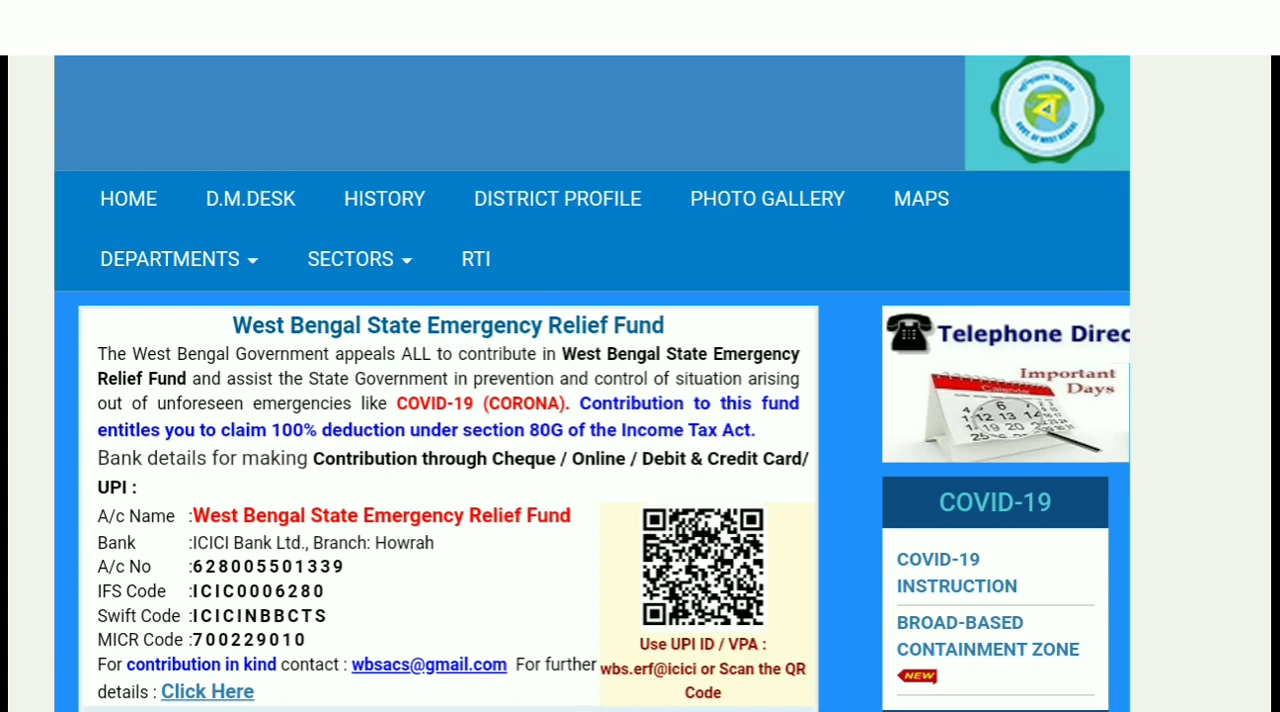 GOVT. OF WEST BENGAL
HOME D.M.DESK HISTORY DISTRICT PROFILE PHOTO GALLERY MAPS
DEPARTMENTS SECTORS RTI
West Bengal State Emergency Relief Fund
The West Bengal Government appeals ALL to contribute in West Bengal State Emergency
Relief Fund and assist the State Government in prevention and control of situation arising
out of unforeseen emergencies like COVID-19 (CORONA). Contribution to this fund
entitles you to claim 100% deduction under section 80G of the Income Tax Act.
Bank details for making Contribution through Cheque / Online / Debit & Credit Card/
UPI :
A/c Name :West Bengal State Emergency Relief Fund
Bank :ICICI Bank Ltd., Branch: Howrah
A/c No :628005501339
IFS Code :ICIC0006280
Swift Code :ICICINBBCTS
MICR Code :700229010
For contribution in kind contact : wbsacs@gmail.com For further
details : Click Here
Use UPI ID / VPA :
wbs.erf@icici or Scan the QR
Code
Telephone Direc
Important
Days
COVID-19
COVID-19
INSTRUCTION
BROAD-BASED
CONTAINMENT ZONE
NEW